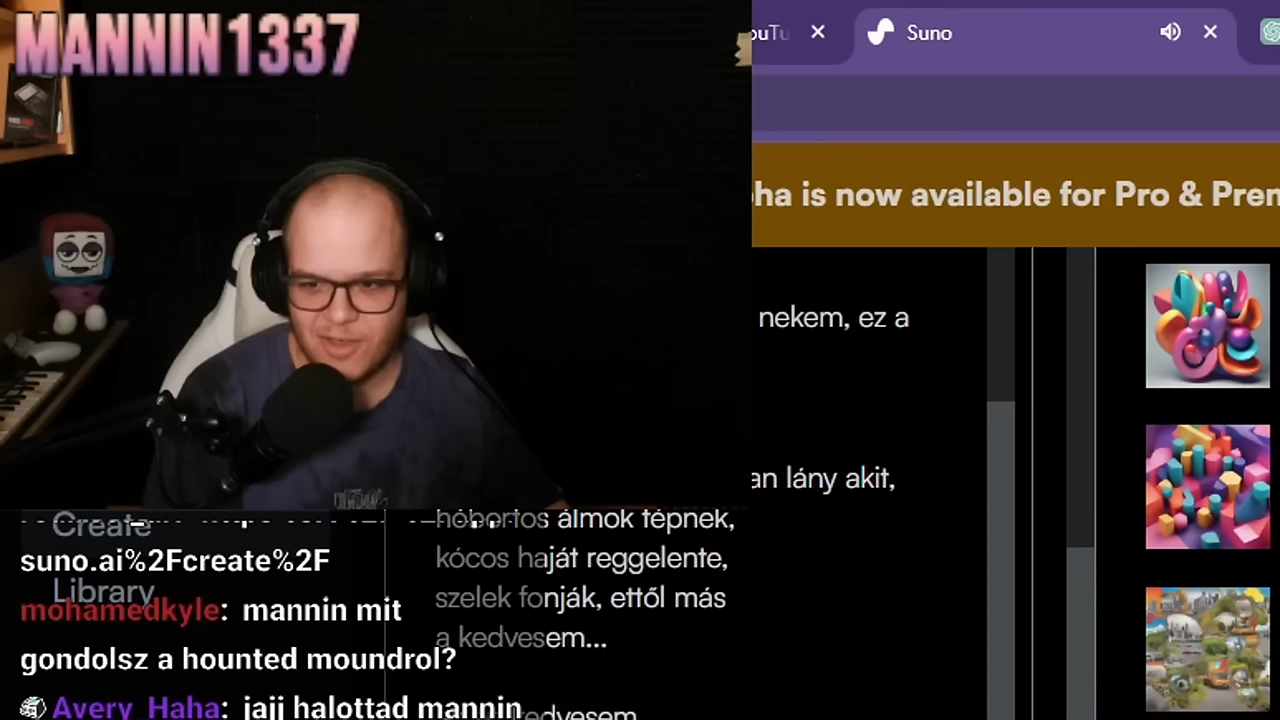 MANNIN1337
Suno
ha is now available for Pro & Pre
nekem, ez a
an lány akit,
hóbortos álmok tépnek,
kócos haját reggelente,
szelek fonják, ettől más
a kedvesem...
kedvesem
Create
suno.ai%2Fcreate%2F
Library
mohamedkyle: mannin mit
gondolsz a hounted moundrol?
Avery_Haha: jajj halottad mannin